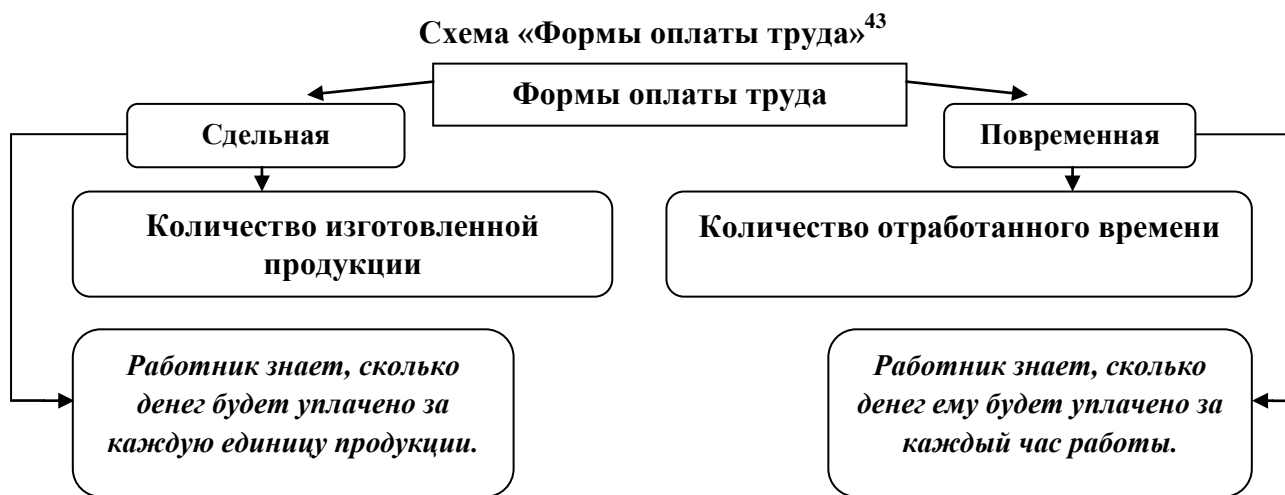 Схема «Формы оплаты труда»⁴³
Формы оплаты труда
Сдельная
Повременная
Количество изготовленной
продукции
Количество отработанного времени
Работник знает, сколько
денег будет уплачено за
каждую единицу продукции.
Работник знает, сколько
денег ему будет уплачено за
каждый час работы.